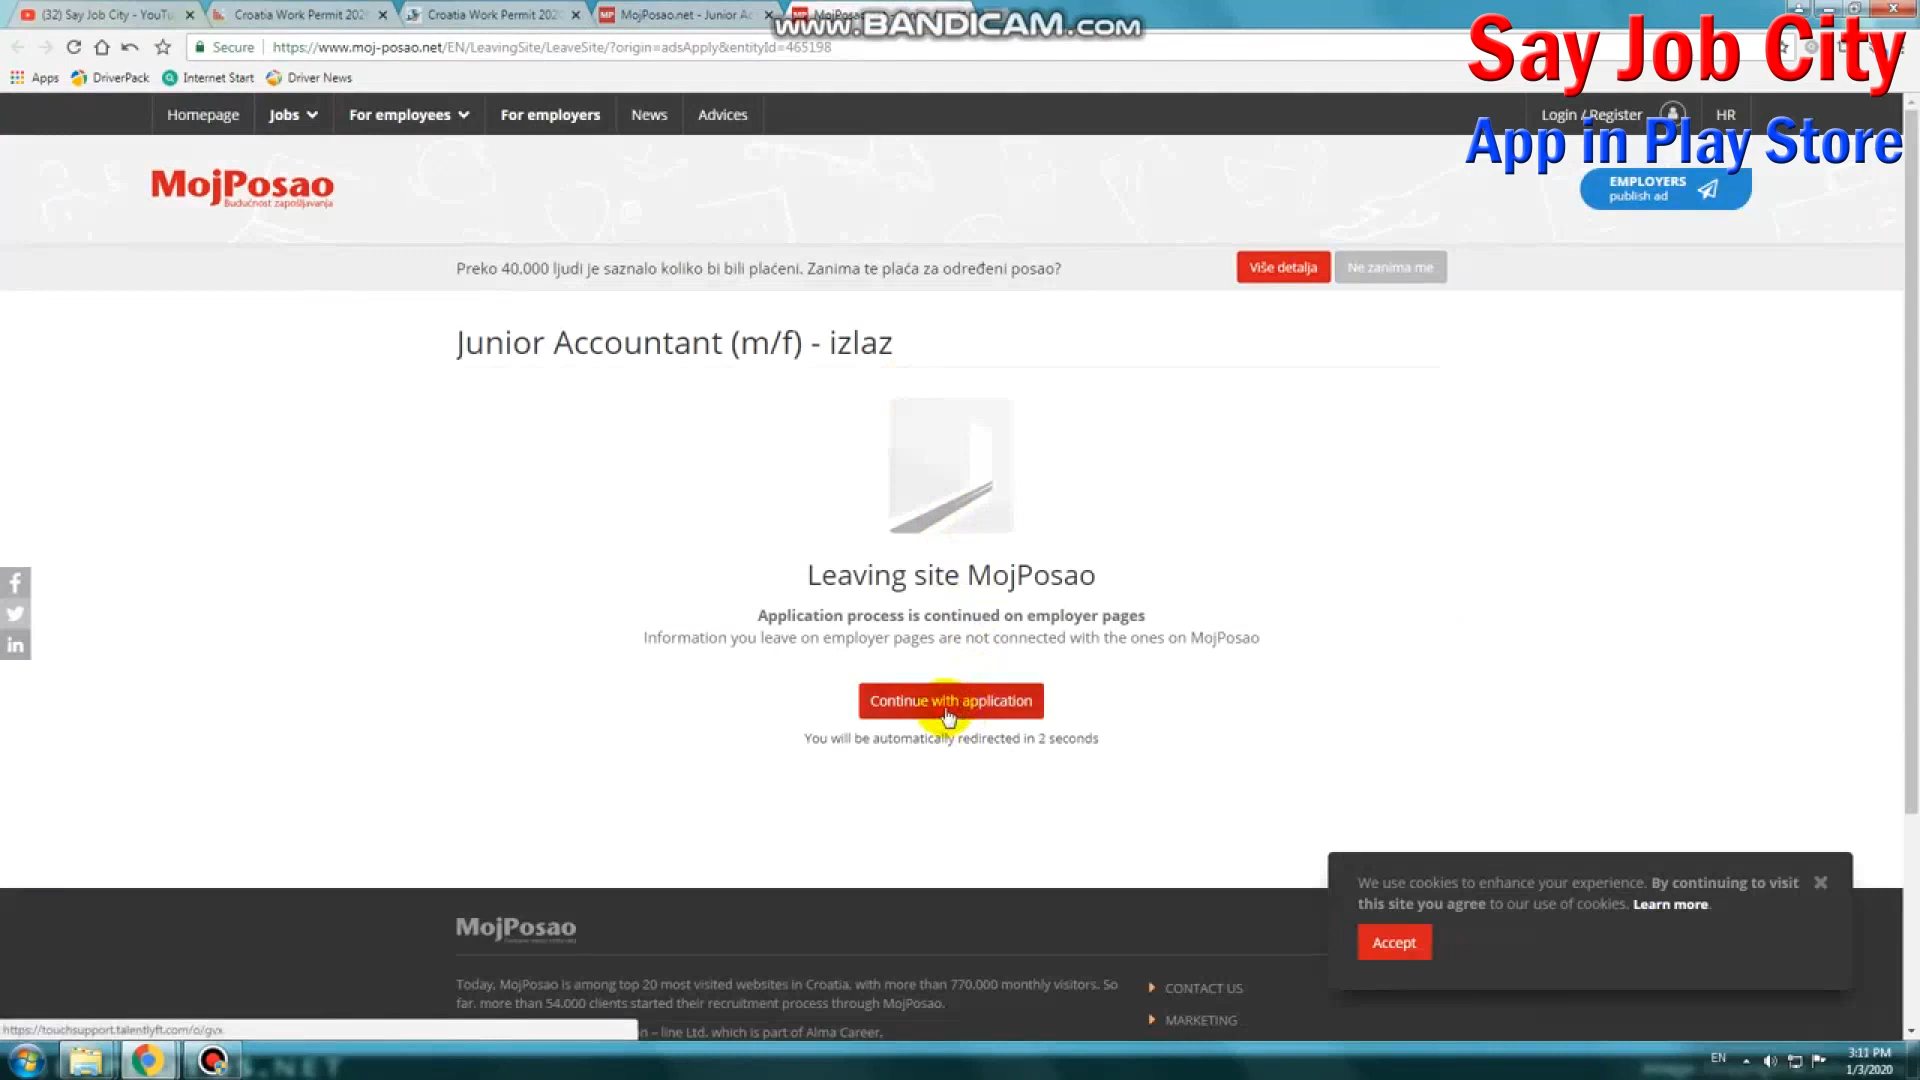 (32) Say Job City - YouTu
Croatia Work Permit 202
Croatia Work Permit 202
MojPosao.net - Junior Ac
MojPosao
www.BANDICAM.com
Say Job City
App in Play Store
Secure
https://www.moj-posao.net/EN/LeavingSite/LeaveSite/?origin=adsApply&entityId=465198
Apps
DriverPack
Internet Start
Driver News
Homepage
Jobs
For employees
For employers
News
Advices
Login / Register
HR
MojPosao
Budućnost zapošljavanja
EMPLOYERS
publish ad
Preko 40.000 ljudi je saznalo koliko bi bili plaćeni. Zanima te plaća za određeni posao?
Više detalja
Ne zanima me
Junior Accountant (m/f) - izlaz
Leaving site MojPosao
Application process is continued on employer pages
Information you leave on employer pages are not connected with the ones on MojPosao
Continue with application
You will be automatically redirected in 2 seconds
We use cookies to enhance your experience. By continuing to visit
this site you agree to our use of cookies. Learn more.
Accept
MojPosao
Today, MojPosao is among top 20 most visited websites in Croatia, with more than 770.000 monthly visitors. So
far, more than 54.000 clients started their recruitment process through MojPosao.
n – line Ltd. which is part of Alma Career.
CONTACT US
MARKETING
https://touchsupport.talentlyft.com/o/gvx
EN
3:11 PM
1/3/2020